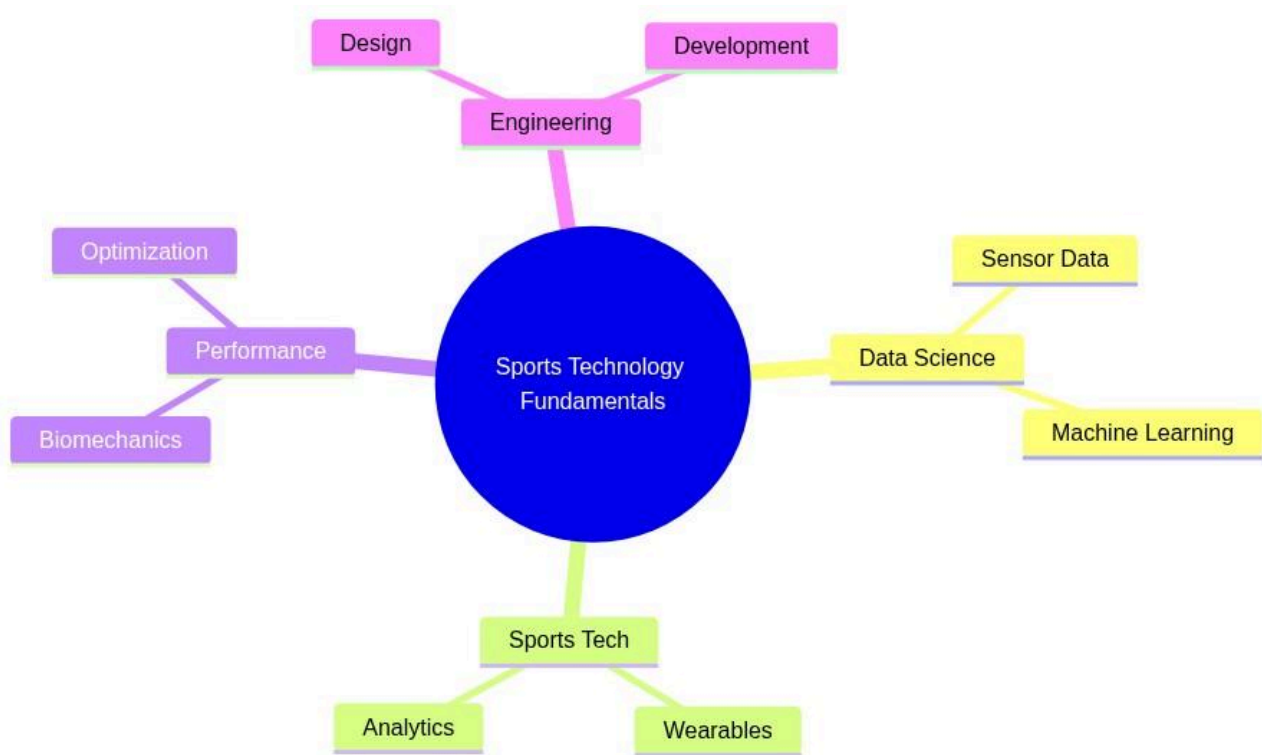 Design
Development
Engineering
Optimization
Sensor Data
Performance
Data Science
Sports Technology
Fundamentals
Biomechanics
Machine Learning
Sports Tech
Analytics
Wearables